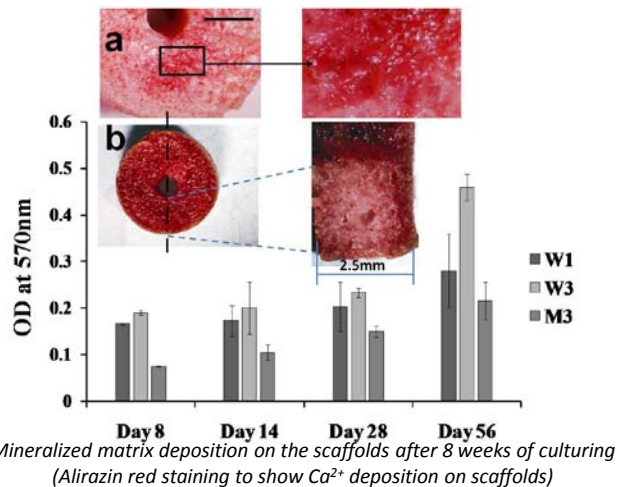 a
b
0.6
0.5
0.4
0.3
0.2
0.1
0
OD at 570nm
2.5mm
W1
W3
M3
Day 8 Day 14 Day 28 Day 56
Mineralized matrix deposition on the scaffolds after 8 weeks of culturing
(Alirazin red staining to show Ca²⁺ deposition on scaffolds)